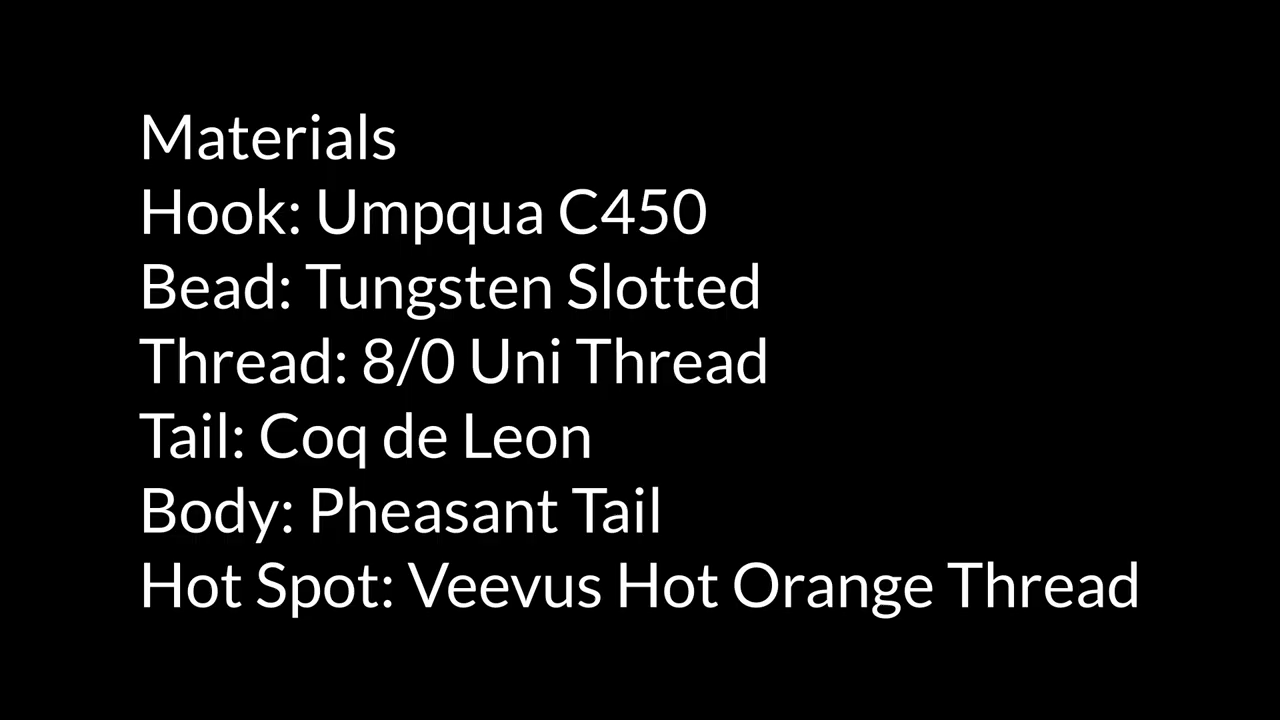 Materials
Hook: Umpqua C450
Bead: Tungsten Slotted
Thread: 8/0 Uni Thread
Tail: Coq de Leon
Body: Pheasant Tail
Hot Spot: Veevus Hot Orange Thread